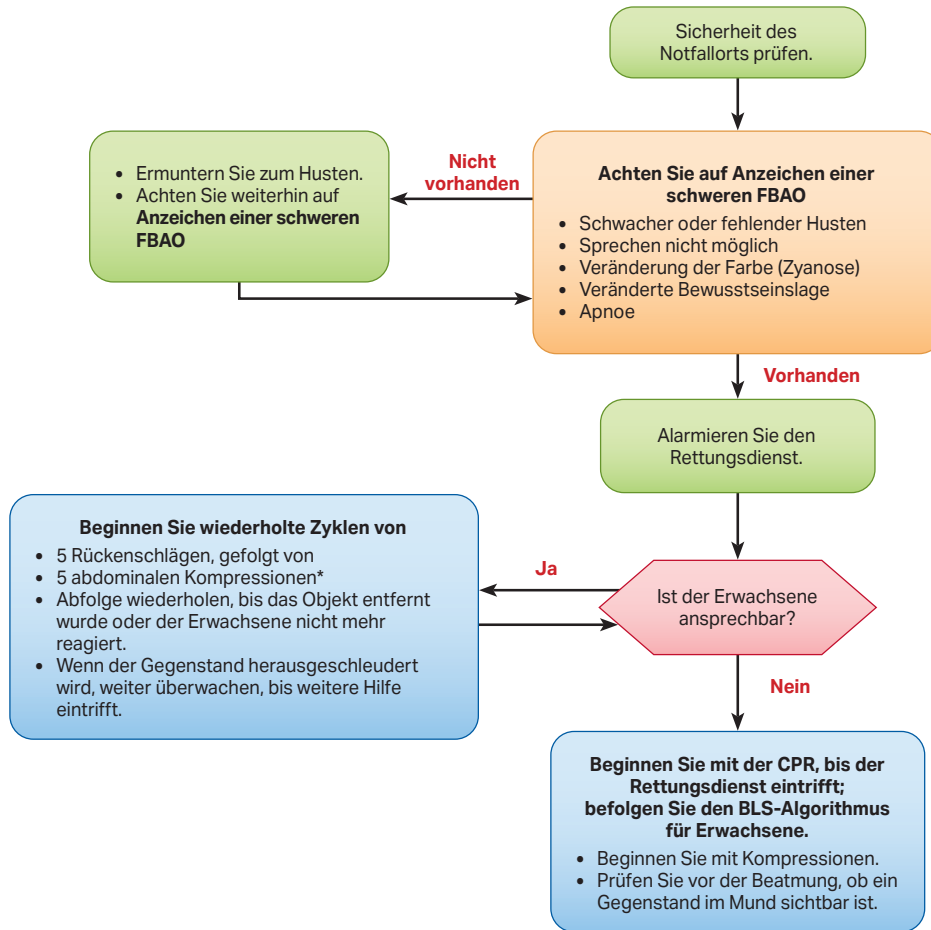 Sicherheit des
Notfallorts prüfen.
Nicht
vorhanden
• Ermuntern Sie zum Husten.
• Achten Sie weiterhin auf
Anzeichen einer schweren
FBAO
Achten Sie auf Anzeichen einer
schweren FBAO
• Schwacher oder fehlender Husten
• Sprechen nicht möglich
• Veränderung der Farbe (Zyanose)
• Veränderte Bewusstseinslage
• Apnoe
Vorhanden
Alarmieren Sie den
Rettungsdienst.
Beginnen Sie wiederholte Zyklen von
• 5 Rückenschlägen, gefolgt von
• 5 abdominalen Kompressionen*
• Abfolge wiederholen, bis das Objekt entfernt
wurde oder der Erwachsene nicht mehr
reagiert.
• Wenn der Gegenstand herausgeschleudert
wird, weiter überwachen, bis weitere Hilfe
eintrifft.
Ja
Ist der Erwachsene
ansprechbar?
Nein
Beginnen Sie mit der CPR, bis der
Rettungsdienst eintrifft;
befolgen Sie den BLS-Algorithmus
für Erwachsene.
• Beginnen Sie mit Kompressionen.
• Prüfen Sie vor der Beatmung, ob ein
Gegenstand im Mund sichtbar ist.